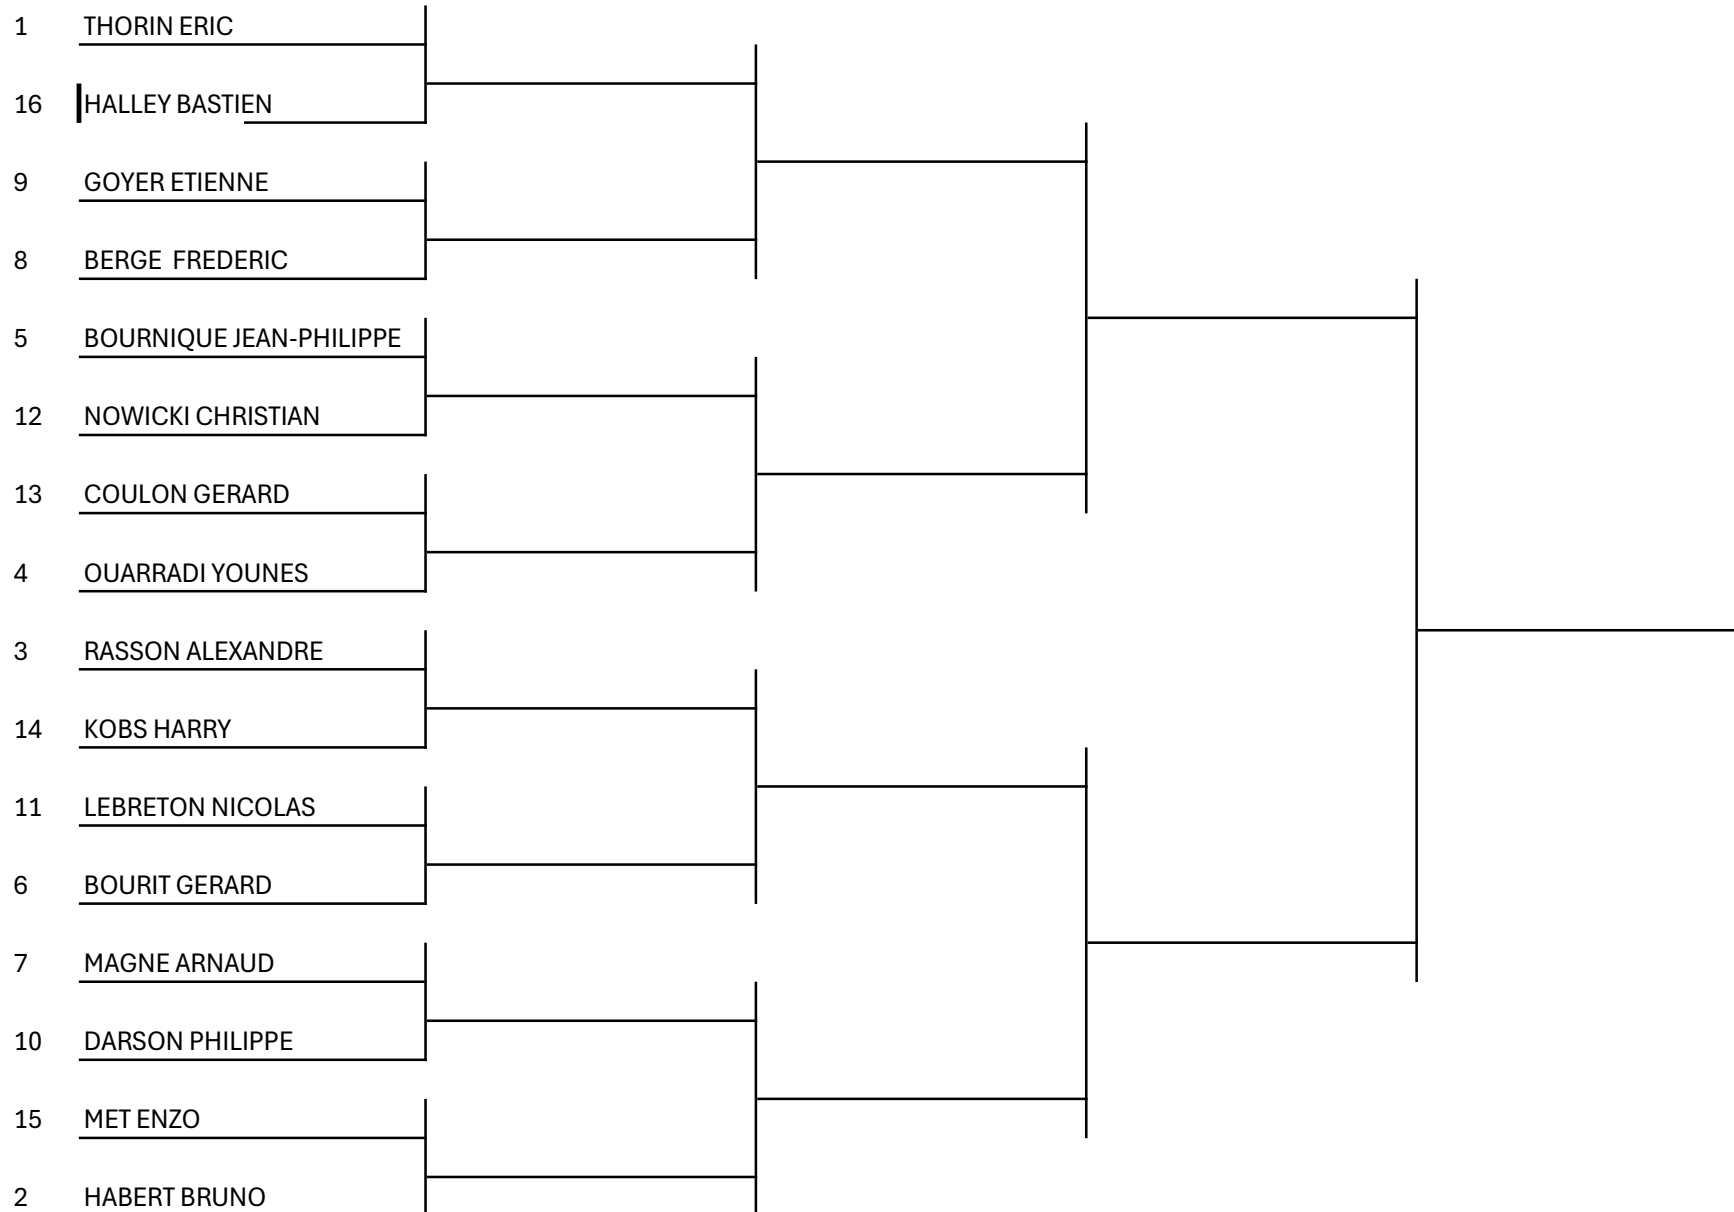 1 THORIN ERIC
16 HALLEY BASTIEN
9 GOYER ETIENNE
8 BERGE  FREDERIC
5 BOURNIQUE JEAN-PHILIPPE
12 NOWICKI CHRISTIAN
13 COULON GERARD
4 OUARRADI YOUNES
3 RASSON ALEXANDRE
14 KOBS HARRY
11 LEBRETON NICOLAS
6 BOURIT GERARD
7 MAGNE ARNAUD
10 DARSON PHILIPPE
15 MET ENZO
2 HABERT BRUNO